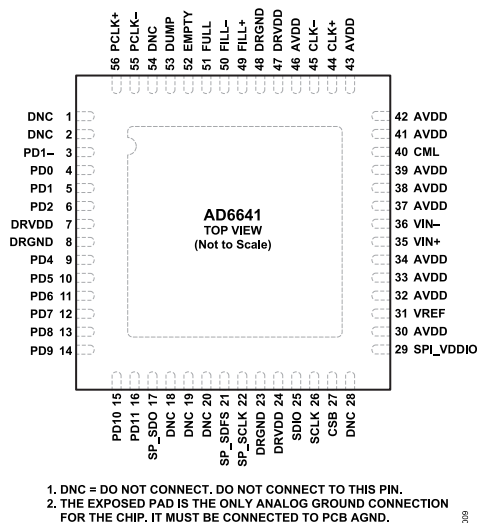 56 PCLK+
55 PCLK–
54 DNC
53 DUMP
52 EMPTY
51 FULL
50 FILL–
49 FILL+
48 DRGND
47 DRVDD
46 AVDD
45 CLK–
44 CLK+
43 AVDD
DNC 1
DNC 2
PD1– 3
PD0 4
PD1 5
PD2 6
DRVDD 7
DRGND 8
PD4 9
PD5 10
PD6 11
PD7 12
PD8 13
PD9 14
AD6641
TOP VIEW
(Not to Scale)
42 AVDD
41 AVDD
40 CML
39 AVDD
38 AVDD
37 AVDD
36 VIN–
35 VIN+
34 AVDD
33 AVDD
32 AVDD
31 VREF
30 AVDD
29 SPI_VDDIO
PD10 15
PD11 16
SP_SDO 17
DNC 18
DNC 19
DNC 20
SP_SDFS 21
SP_SCLK 22
DRGND 23
DRVDD 24
SDIO 25
SCLK 26
CSB 27
DNC 28
1. DNC = DO NOT CONNECT. DO NOT CONNECT TO THIS PIN.
2. THE EXPOSED PAD IS THE ONLY ANALOG GROUND CONNECTION
FOR THE CHIP. IT MUST BE CONNECTED TO PCB AGND.
009